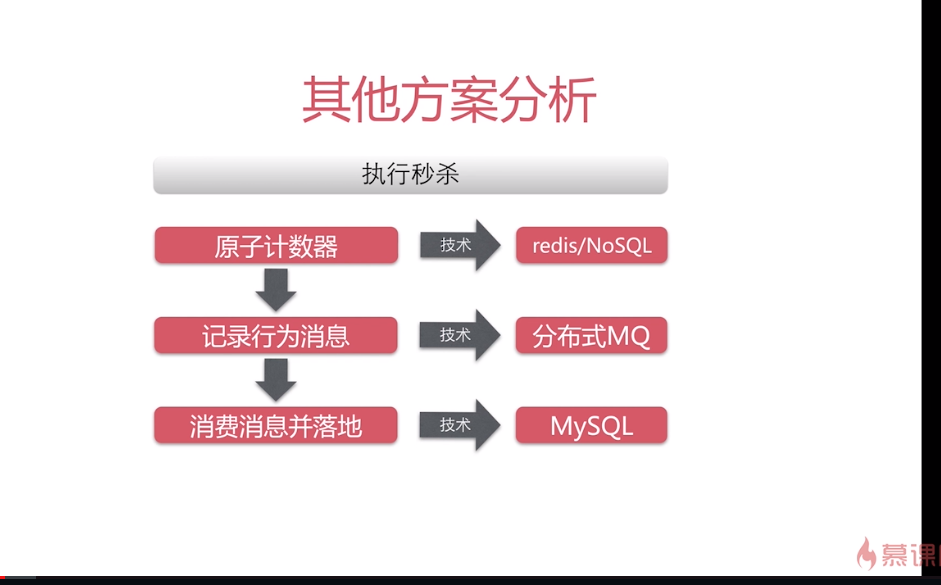 其他方案分析
执行秒杀
原子计数器
技术
redis/NoSQL
记录行为消息
技术
分布式MQ
消费消息并落地
技术
MySQL
慕课